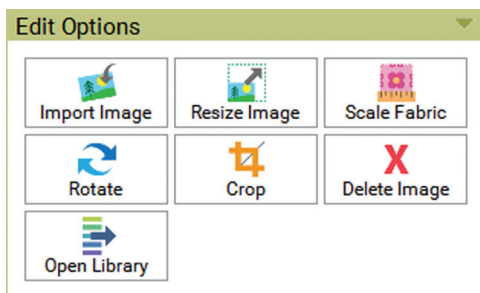 Edit Options
Import Image
Resize Image
Scale Fabric
Rotate
Crop
Delete Image
Open Library